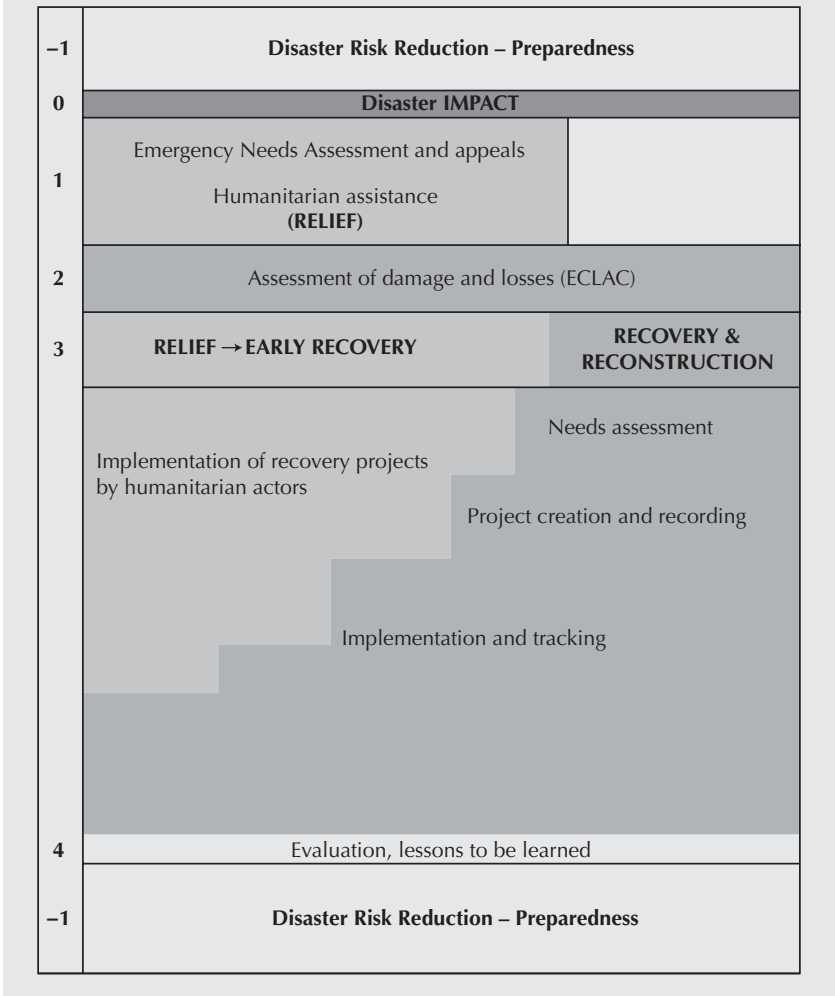 –1 Disaster Risk Reduction – Preparedness
0 Disaster IMPACT
Emergency Needs Assessment and appeals
1
Humanitarian assistance
(RELIEF)
2 Assessment of damage and losses (ECLAC)
3 RELIEF → EARLY RECOVERY
RECOVERY &
RECONSTRUCTION
Needs assessment
Implementation of recovery projects
by humanitarian actors
Project creation and recording
Implementation and tracking
4 Evaluation, lessons to be learned
–1 Disaster Risk Reduction – Preparedness